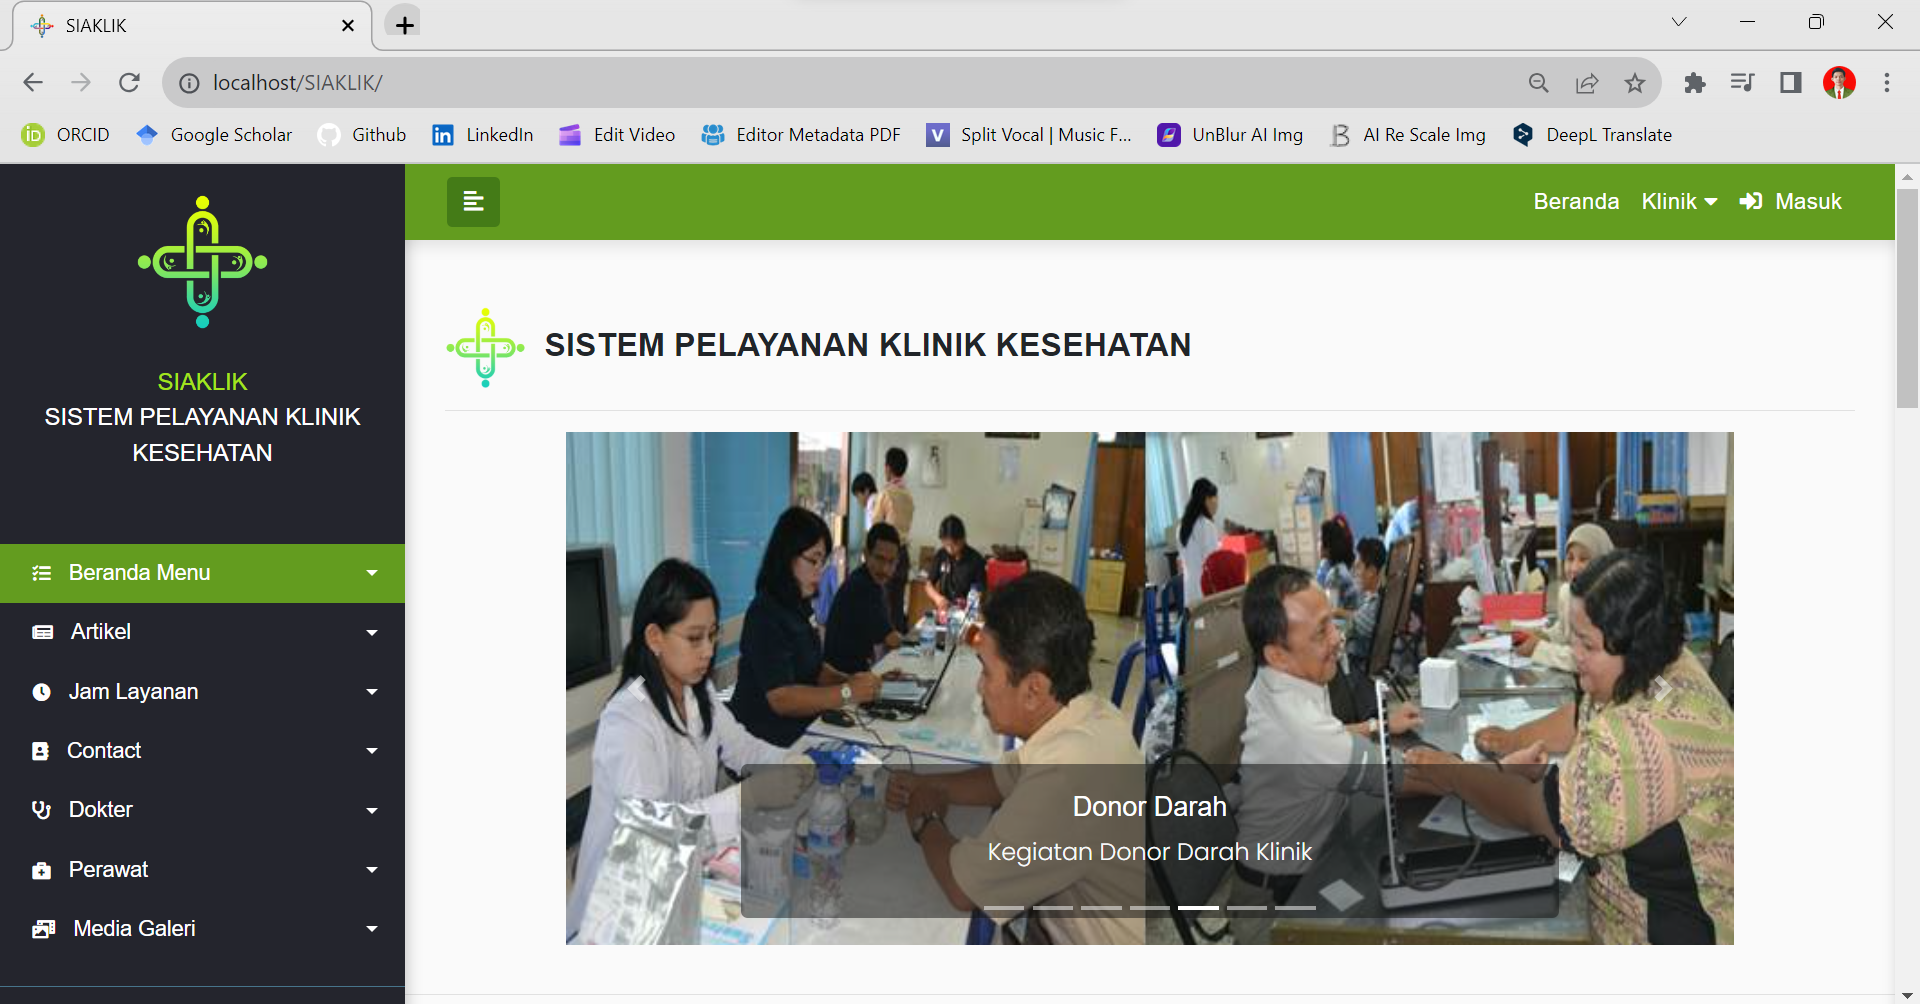 SIAKLIK
localhost/SIAKLIK/
iD ORCID
Google Scholar
Github
in LinkedIn
Edit Video
Editor Metadata PDF
V Split Vocal | Music F...
UnBlur AI Img
AI Re Scale Img
DeepL Translate
SIAKLIK
SISTEM PELAYANAN KLINIK
KESEHATAN
Beranda Menu
Artikel
Jam Layanan
Contact
Dokter
Perawat
Media Galeri
Beranda
Klinik
Masuk
SISTEM PELAYANAN KLINIK KESEHATAN
Donor Darah
Kegiatan Donor Darah Klinik